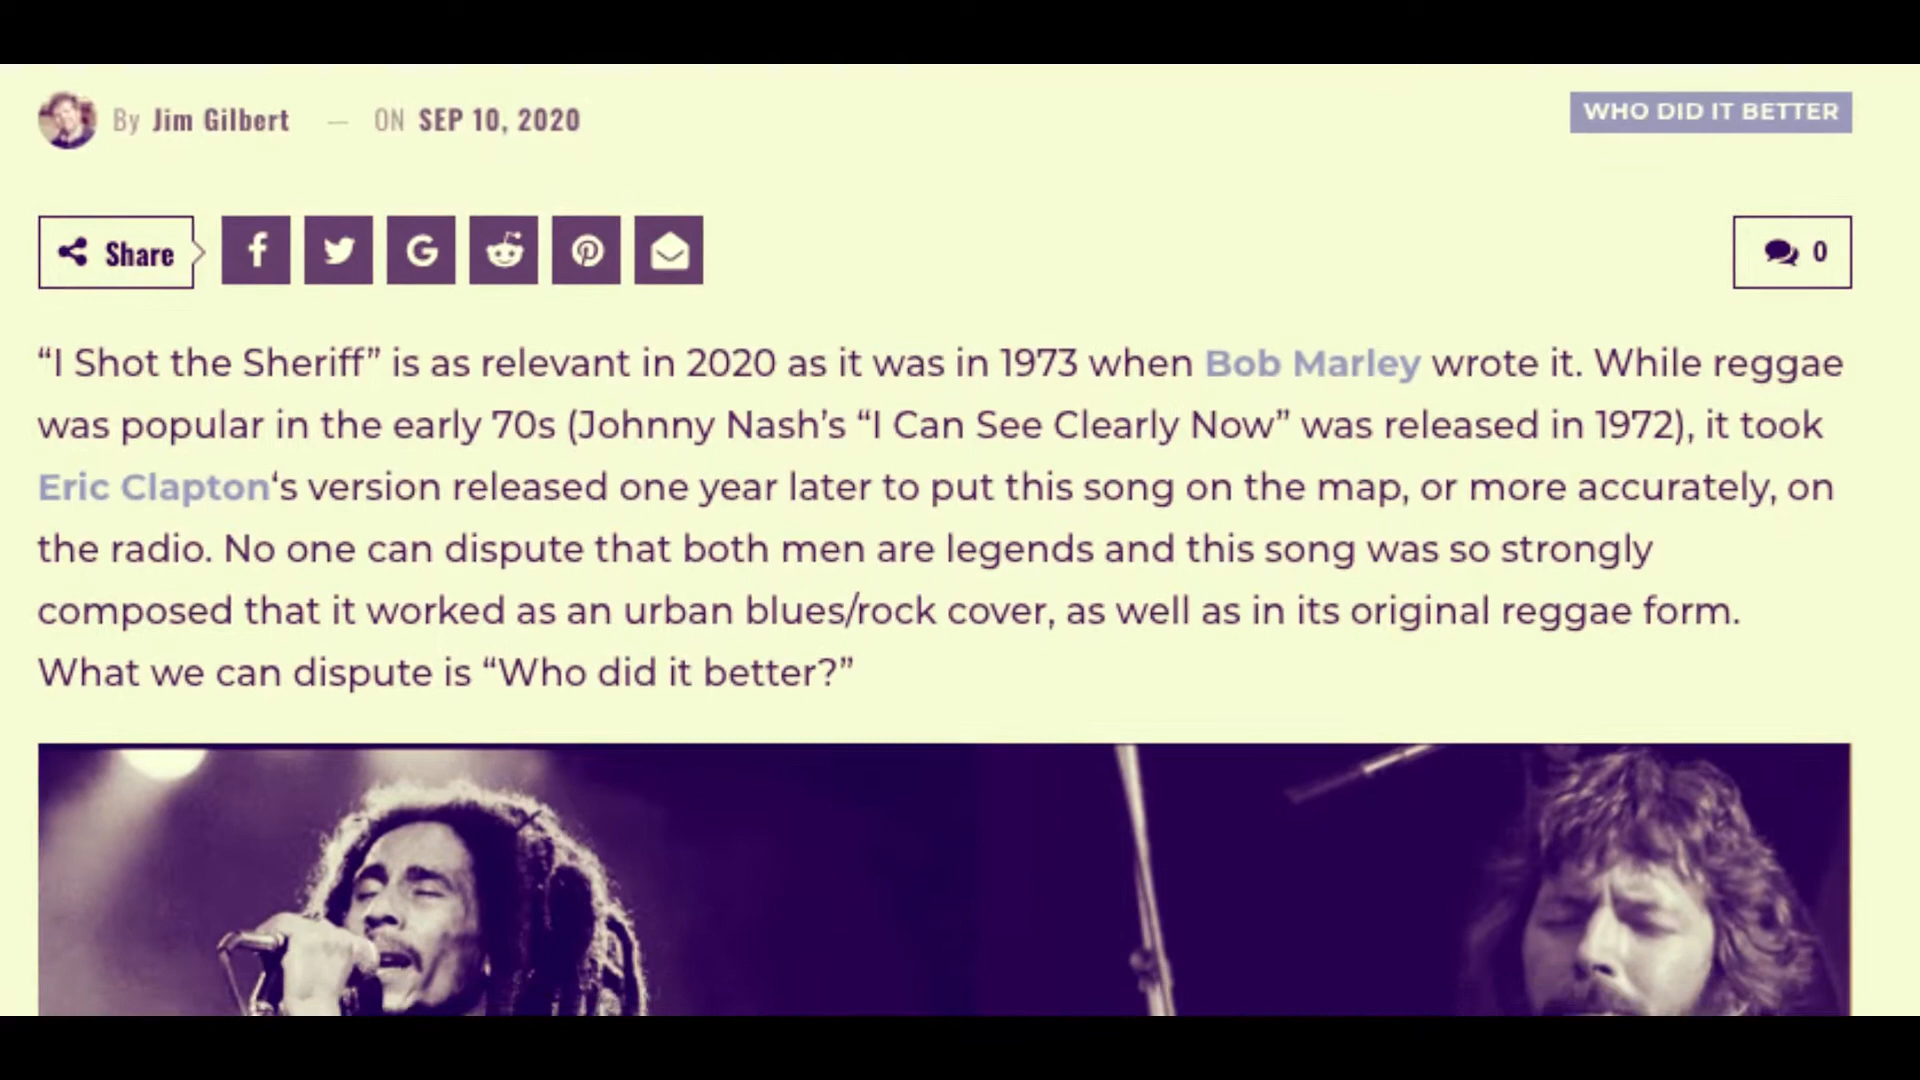 By Jim Gilbert — ON SEP 10, 2020
WHO DID IT BETTER
Share
0
“I Shot the Sheriff” is as relevant in 2020 as it was in 1973 when Bob Marley wrote it. While reggae
was popular in the early 70s (Johnny Nash’s “I Can See Clearly Now” was released in 1972), it took
Eric Clapton‘s version released one year later to put this song on the map, or more accurately, on
the radio. No one can dispute that both men are legends and this song was so strongly
composed that it worked as an urban blues/rock cover, as well as in its original reggae form.
What we can dispute is “Who did it better?”